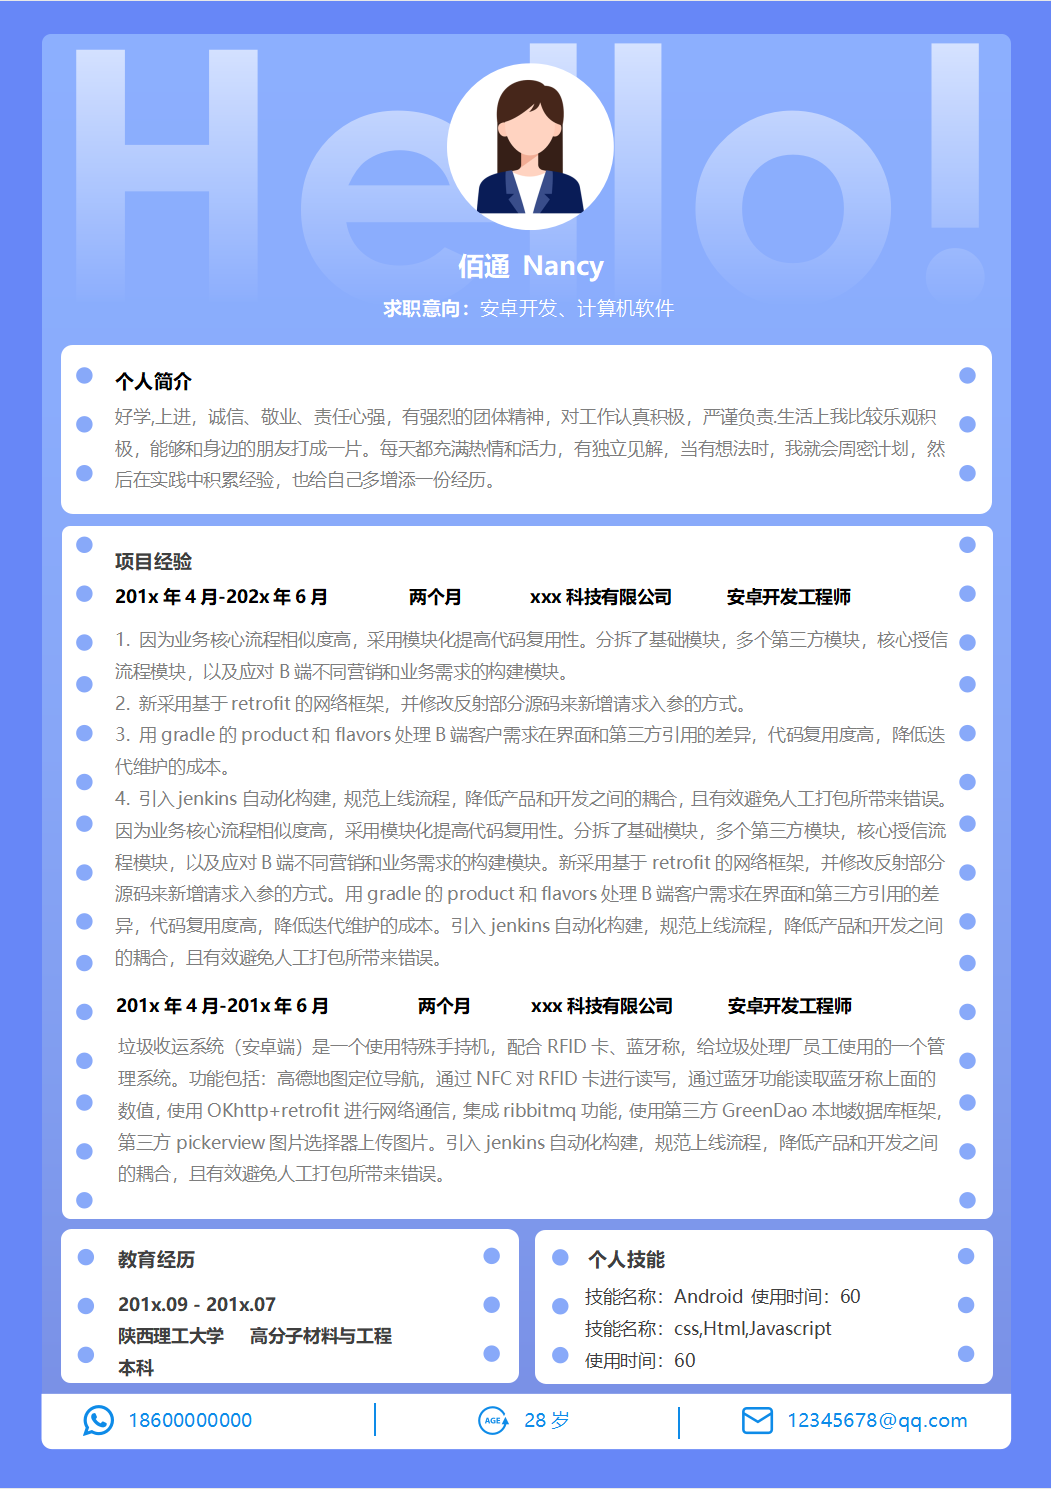 Hello!
佰通 Nancy
求职意向：安卓开发、计算机软件
个人简介
好学,上进，诚信、敬业、责任心强，有强烈的团体精神，对工作认真积极，严谨负责.生活上我比较乐观积
极，能够和身边的朋友打成一片。每天都充满热情和活力，有独立见解，当有想法时，我就会周密计划，然
后在实践中积累经验，也给自己多增添一份经历。
项目经验
201x 年 4 月-202x 年 6 月 两个月 xxx 科技有限公司 安卓开发工程师
1. 因为业务核心流程相似度高，采用模块化提高代码复用性。分拆了基础模块，多个第三方模块，核心授信
流程模块，以及应对 B 端不同营销和业务需求的构建模块。
2. 新采用基于 retrofit 的网络框架，并修改反射部分源码来新增请求入参的方式。
3. 用 gradle 的 product 和 flavors 处理 B 端客户需求在界面和第三方引用的差异，代码复用度高，降低迭
代维护的成本。
4. 引入 jenkins 自动化构建，规范上线流程，降低产品和开发之间的耦合，且有效避免人工打包所带来错误。
因为业务核心流程相似度高，采用模块化提高代码复用性。分拆了基础模块，多个第三方模块，核心授信流
程模块，以及应对 B 端不同营销和业务需求的构建模块。新采用基于 retrofit 的网络框架，并修改反射部分
源码来新增请求入参的方式。用 gradle 的 product 和 flavors 处理 B 端客户需求在界面和第三方引用的差
异，代码复用度高，降低迭代维护的成本。引入 jenkins 自动化构建，规范上线流程，降低产品和开发之间
的耦合，且有效避免人工打包所带来错误。
201x 年 4 月-201x 年 6 月 两个月 xxx 科技有限公司 安卓开发工程师
垃圾收运系统（安卓端）是一个使用特殊手持机，配合 RFID 卡、蓝牙称，给垃圾处理厂员工使用的一个管
理系统。功能包括：高德地图定位导航，通过 NFC 对 RFID 卡进行读写，通过蓝牙功能读取蓝牙称上面的
数值，使用 OKhttp+retrofit 进行网络通信，集成 ribbitmq 功能，使用第三方 GreenDao 本地数据库框架，
第三方 pickerview 图片选择器上传图片。引入 jenkins 自动化构建，规范上线流程，降低产品和开发之间
的耦合，且有效避免人工打包所带来错误。
教育经历
201x.09 - 201x.07
陕西理工大学 高分子材料与工程
本科
个人技能
技能名称：Android 使用时间：60
技能名称：css,Html,Javascript
使用时间：60
18600000000 AGE 28 岁 12345678@qq.com